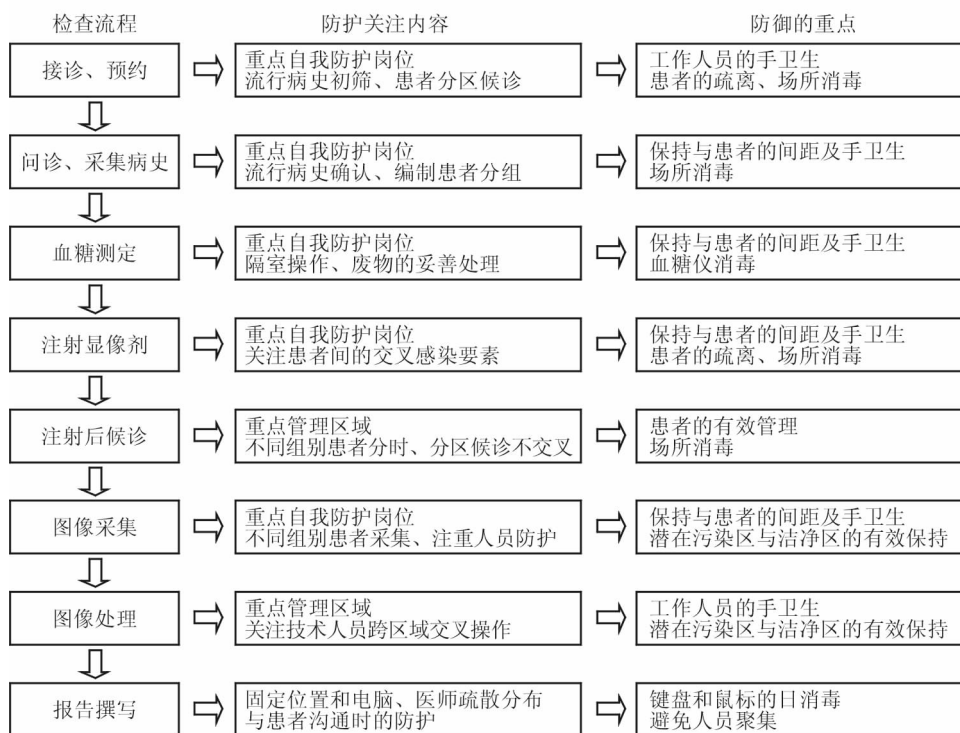 检查流程 防护关注内容 防御的重点
接诊、预约
重点自我防护岗位
流行病史初筛、患者分区候诊
工作人员的手卫生
患者的疏离、场所消毒
问诊、采集病史
重点自我防护岗位
流行病史确认、编制患者分组
保持与患者的间距及手卫生
场所消毒
血糖测定
重点自我防护岗位
隔室操作、废物的妥善处理
保持与患者的间距及手卫生
血糖仪消毒
注射显像剂
重点自我防护岗位
关注患者间的交叉感染要素
保持与患者的间距及手卫生
患者的疏离、场所消毒
注射后候诊
重点管理区域
不同组别患者分时、分区候诊不交叉
患者的有效管理
场所消毒
图像采集
重点自我防护岗位
不同组别患者采集、注重人员防护
保持与患者的间距及手卫生
潜在污染区与洁净区的有效保持
图像处理
重点管理区域
关注技术人员跨区域交叉操作
工作人员的手卫生
潜在污染区与洁净区的有效保持
报告撰写
固定位置和电脑、医师疏散分布
与患者沟通时的防护
键盘和鼠标的日消毒
避免人员聚集